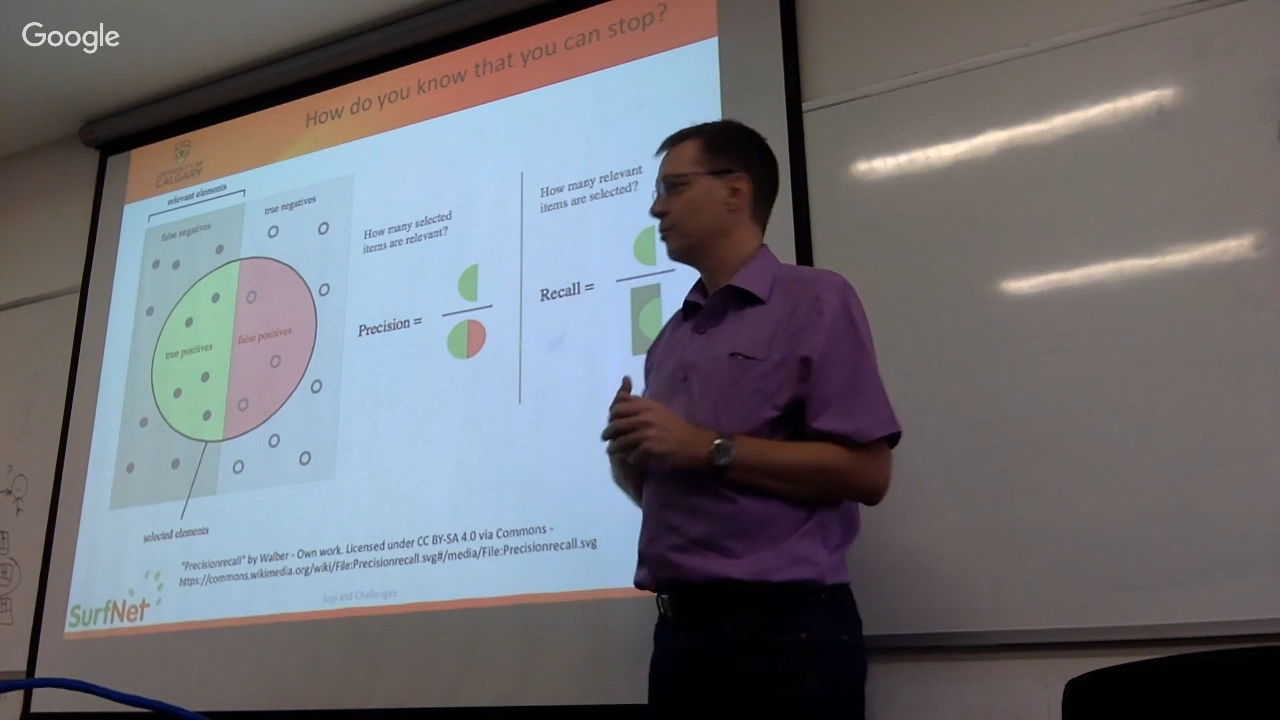 Google
How do you know that you can stop?
UNIVERSITY OF
CALGARY
relevant elements
false negatives
true negatives
true positives
false positives
selected elements
How many selected
items are relevant?
Precision =
How many relevant
items are selected?
Recall =
"Precisionrecall" by Walber - Own work. Licensed under CC BY-SA 4.0 via Commons -
https://commons.wikimedia.org/wiki/File:Precisionrecall.svg#/media/File:Precisionrecall.svg
Joys and Challenges
SurfNet
?